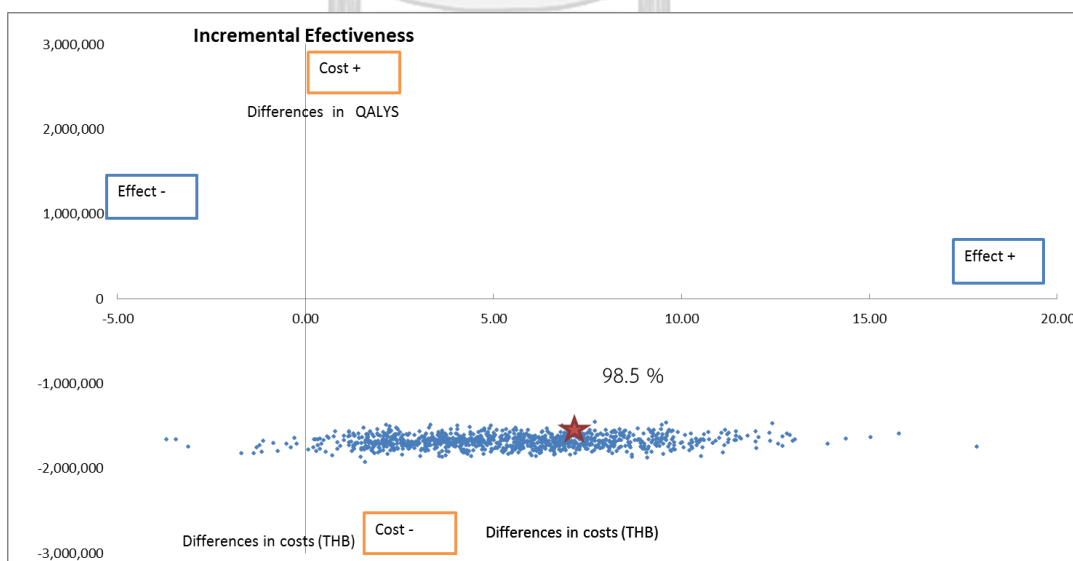 Incremental Efectiveness
3,000,000
Cost +
Differences in QALYS
2,000,000
Effect -
1,000,000
Effect +
0
-5.00 0.00 5.00 10.00 15.00 20.00
98.5 %
-1,000,000
-2,000,000
Cost -
Differences in costs (THB) Differences in costs (THB)
-3,000,000